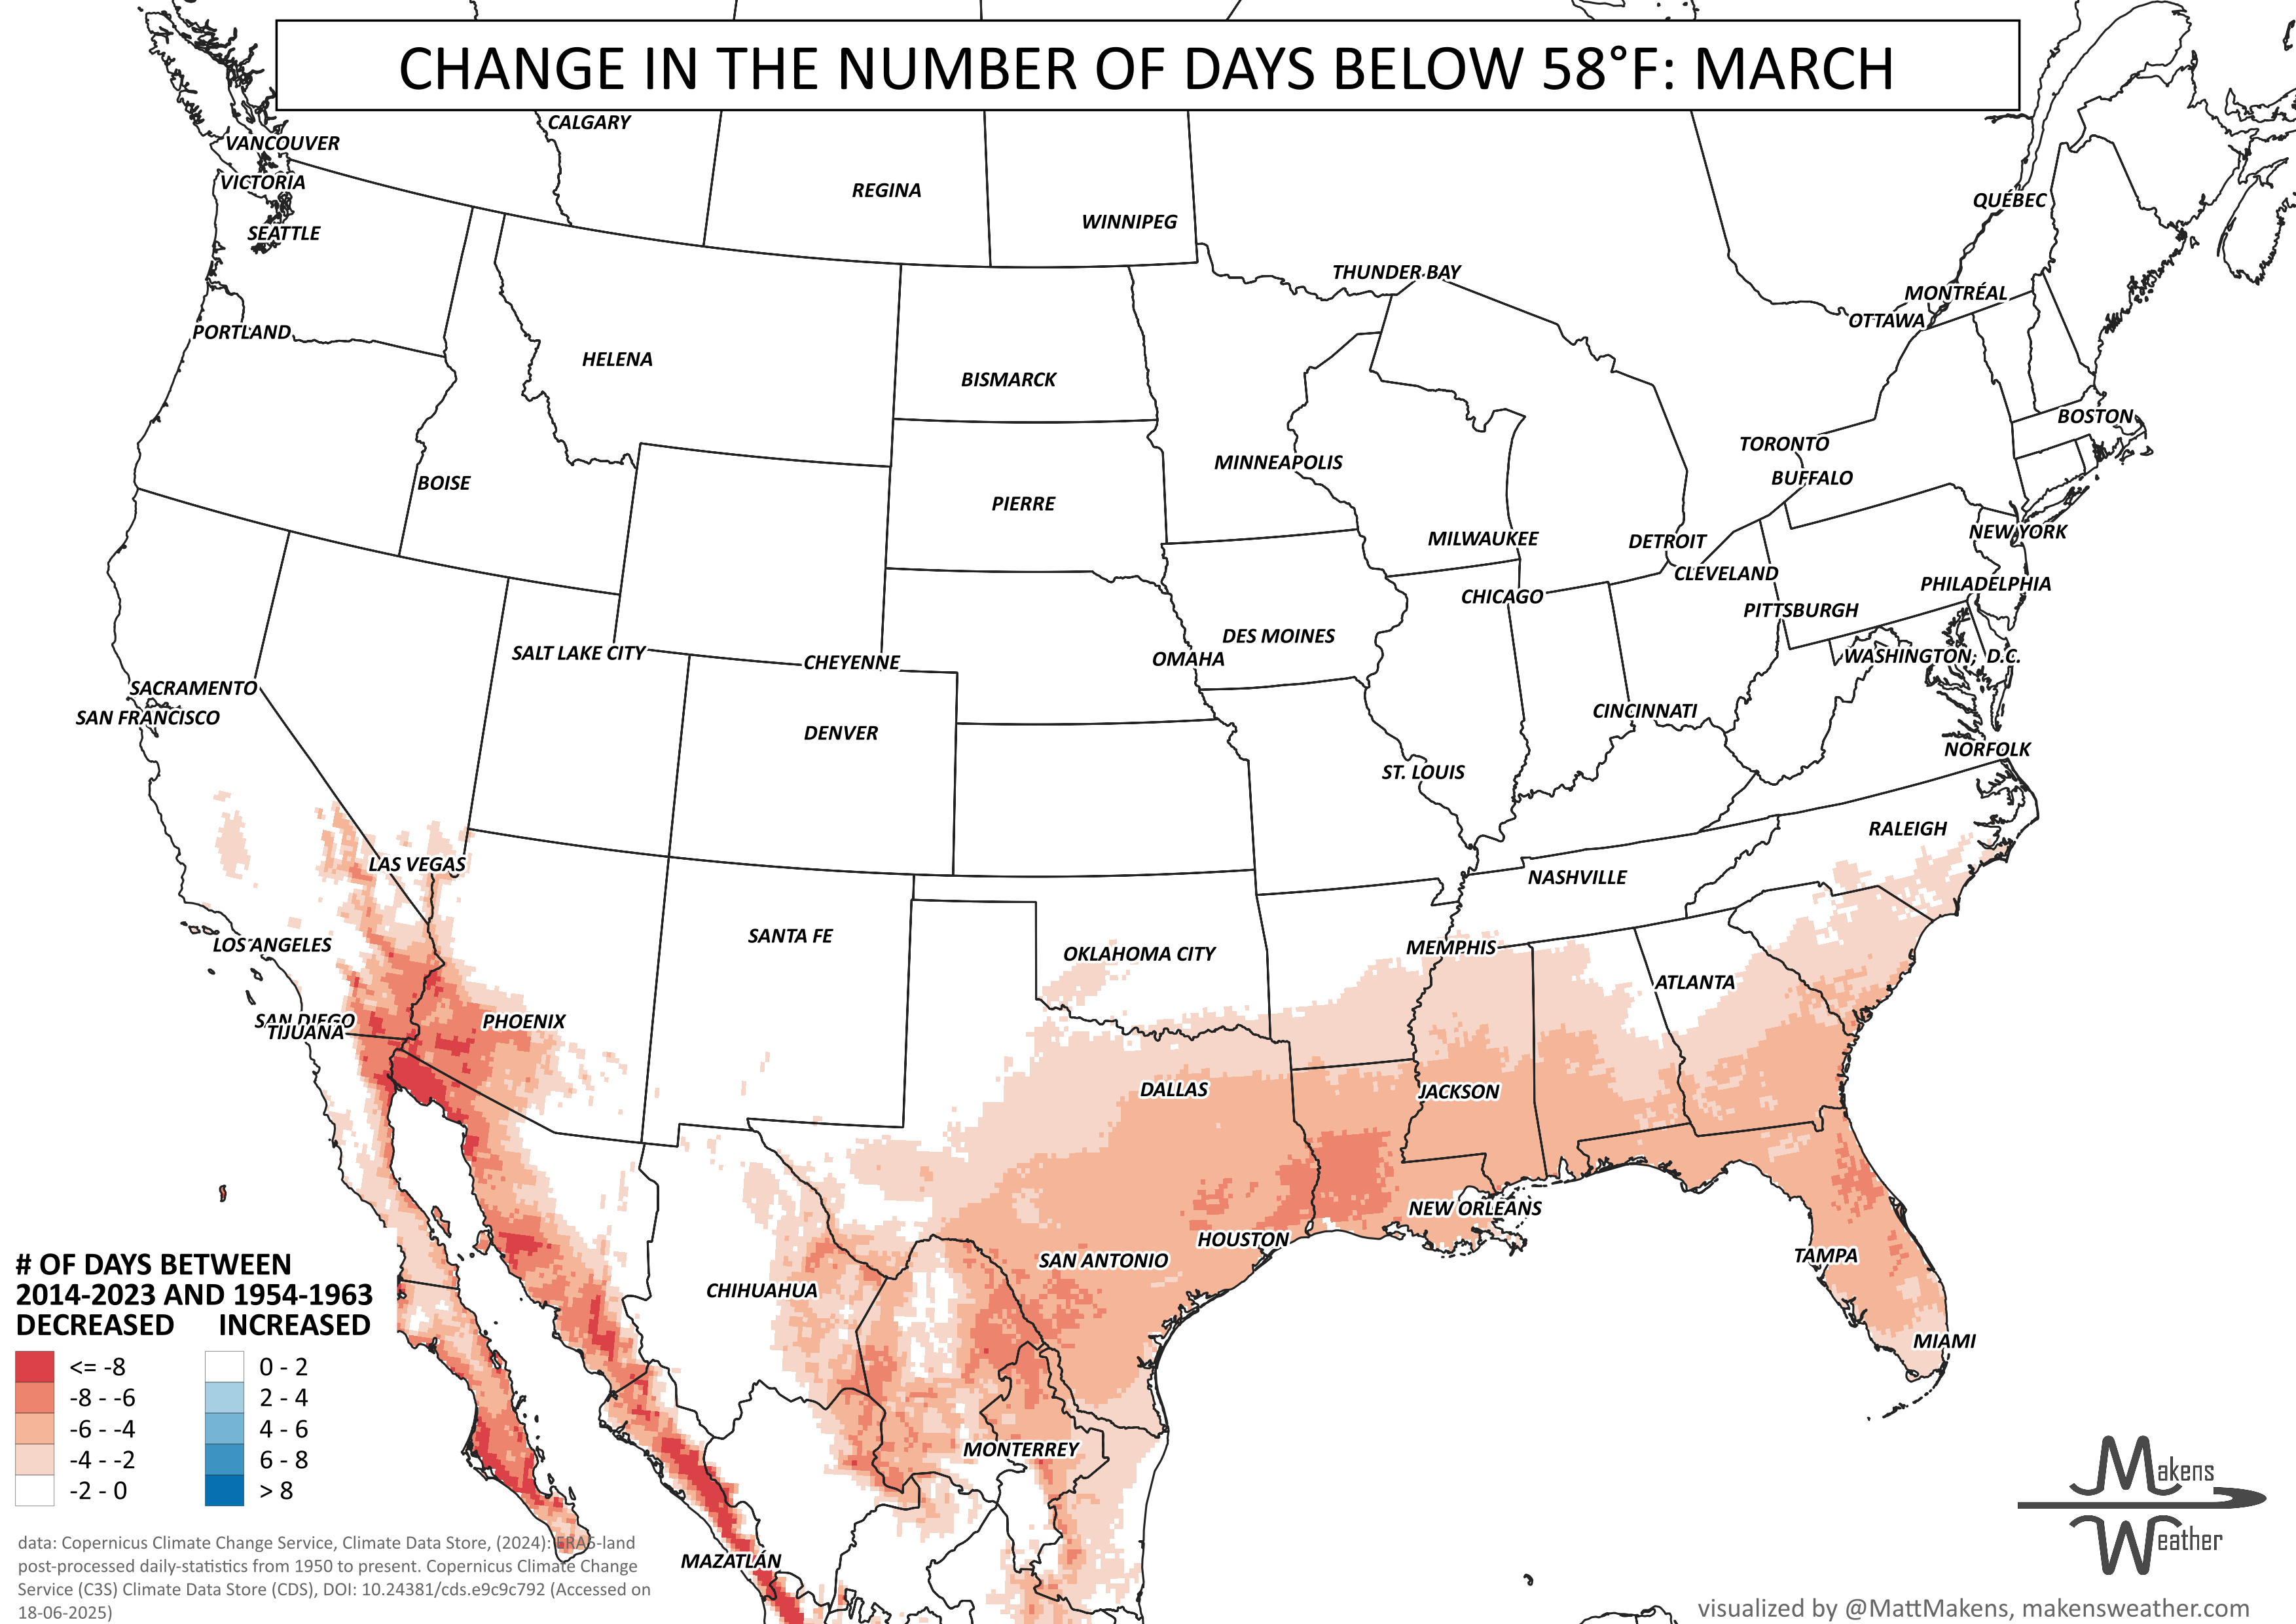 CHANGE IN THE NUMBER OF DAYS BELOW 58°F: MARCH
CALGARY
VANCOUVER
VICTORIA
REGINA
QUÉBEC
WINNIPEG
SEATTLE
THUNDER BAY
MONTRÉAL
OTTAWA
PORTLAND
HELENA
BISMARCK
BOSTON
TORONTO
MINNEAPOLIS
BUFFALO
BOISE
PIERRE
NEW YORK
MILWAUKEE
DETROIT
CLEVELAND
PHILADELPHIA
CHICAGO
PITTSBURGH
DES MOINES
SALT LAKE CITY
CHEYENNE
OMAHA
WASHINGTON, D.C.
SACRAMENTO
SAN FRANCISCO
CINCINNATI
DENVER
NORFOLK
ST. LOUIS
RALEIGH
LAS VEGAS
NASHVILLE
SANTA FE
LOS ANGELES
MEMPHIS
OKLAHOMA CITY
ATLANTA
SAN DIEGO
PHOENIX
TIJUANA
DALLAS
JACKSON
NEW ORLEANS
HOUSTON
TAMPA
SAN ANTONIO
CHIHUAHUA
MIAMI
MONTERREY
MAZATLÁN
# OF DAYS BETWEEN
2014-2023 AND 1954-1963
DECREASED INCREASED
<= -8 0 - 2
-8 - -6 2 - 4
-6 - -4 4 - 6
-4 - -2 6 - 8
-2 - 0 > 8
data: Copernicus Climate Change Service, Climate Data Store, (2024): ERA5-land
post-processed daily-statistics from 1950 to present. Copernicus Climate Change
Service (C3S) Climate Data Store (CDS), DOI: 10.24381/cds.e9c9c792 (Accessed on
18-06-2025)
Makens
Weather
visualized by @MattMakens, makensweather.com